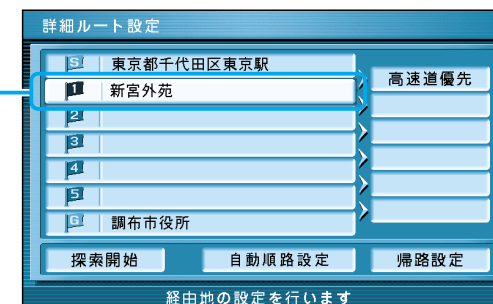 詳細ルート設定
S 東京都千代田区東京駅
高速道優先
1 新宮外苑
2
3
4
5
G 調布市役所
探索開始 自動順路設定 帰路設定
経由地の設定を行います